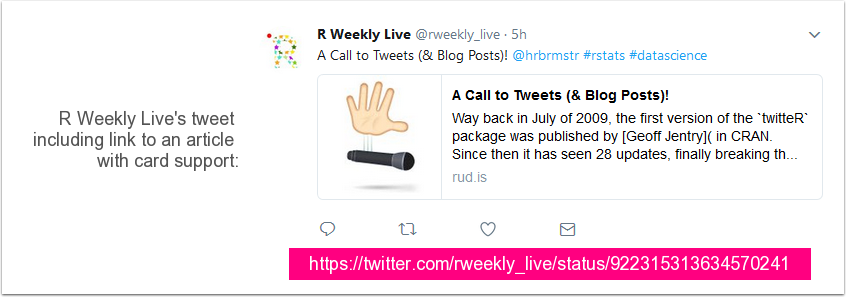 R Weekly Live @rweekly_live · 5h
A Call to Tweets (& Blog Posts)! @hrbrmstr #rstats #datascience
R Weekly Live's tweet
including link to an article
with card support:
A Call to Tweets (& Blog Posts)!
Way back in July of 2009, the first version of the `twitteR`
package was published by [Geoff Jentry]( in CRAN.
Since then it has seen 28 updates, finally breaking th...
rud.is
https://twitter.com/rweekly_live/status/922315313634570241